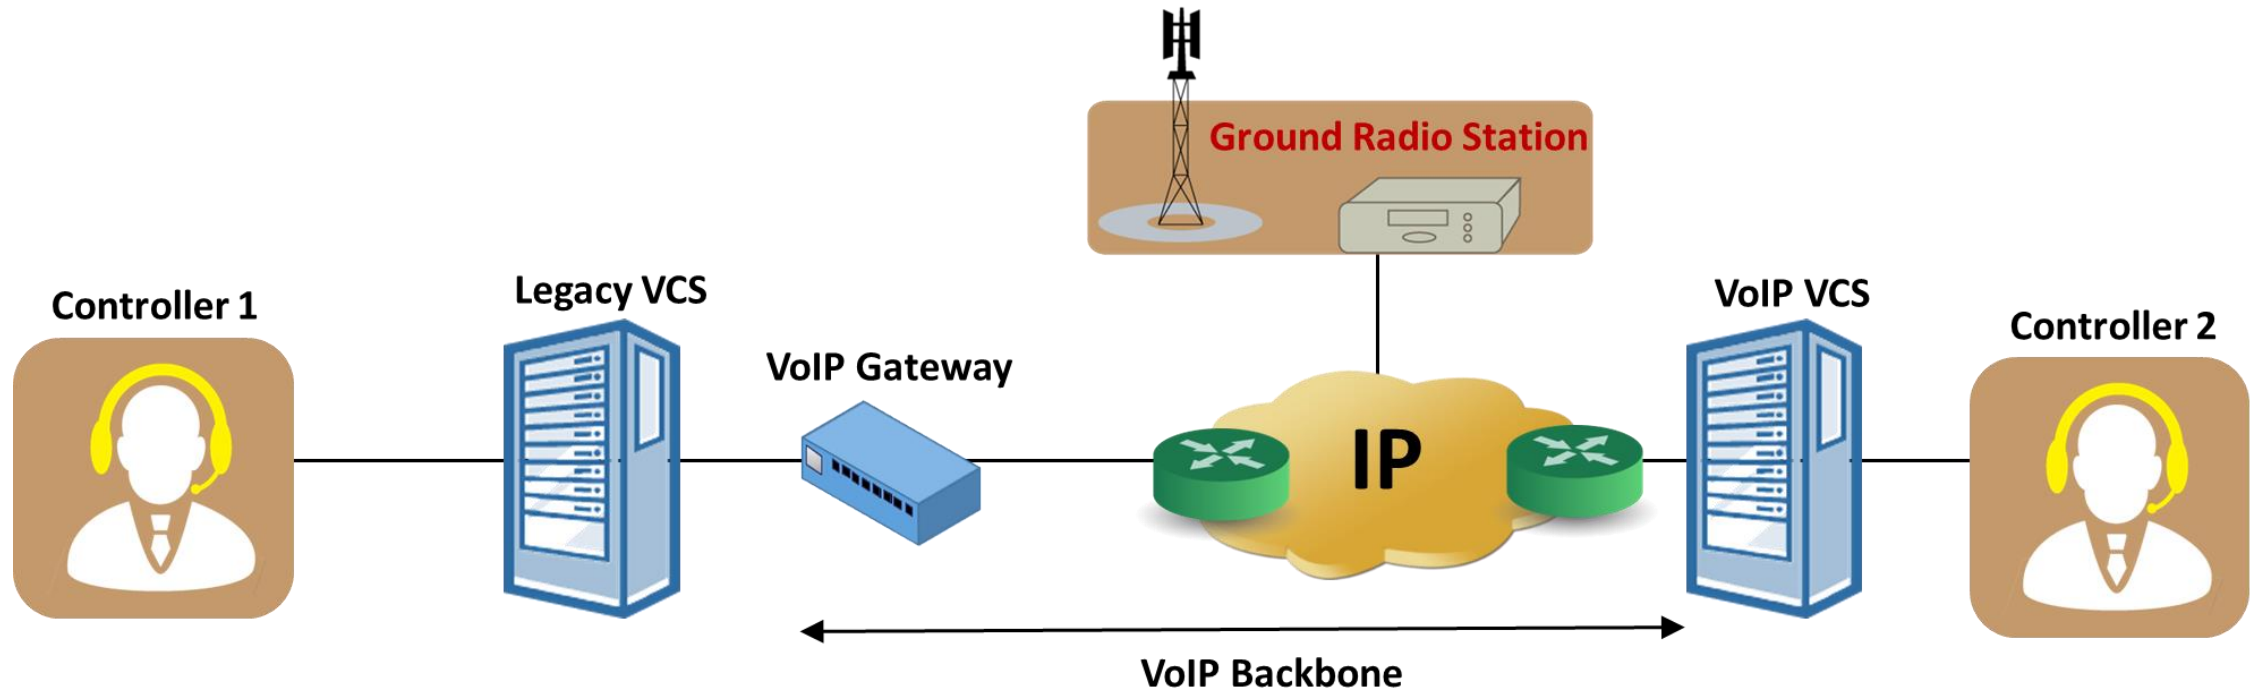 Ground Radio Station
Controller 1
Legacy VCS
VoIP Gateway
VoIP VCS
Controller 2
IP
VoIP Backbone